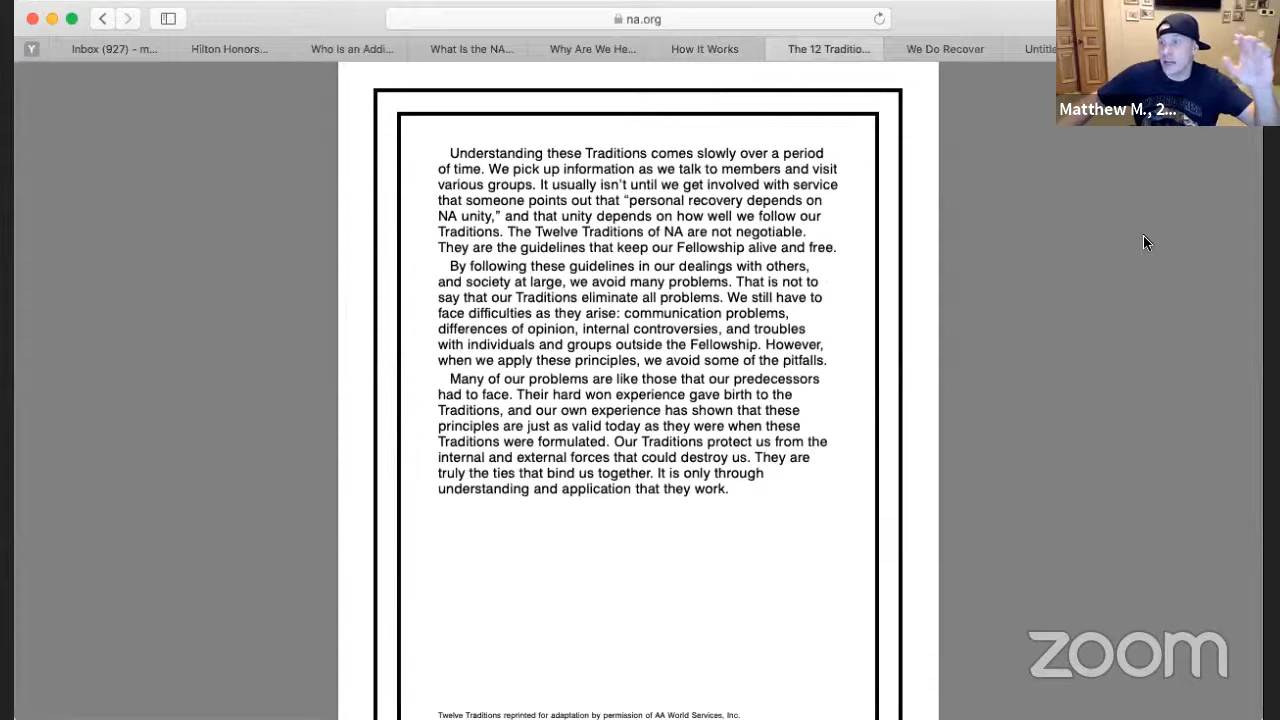 na.org
Y
Inbox (927) – m...
Hilton Honors...
Who Is an Addi...
What Is the NA...
Why Are We He...
How It Works
The 12 Traditio...
We Do Recover
Untitle
Matthew M., 2...
Understanding these Traditions comes slowly over a period
of time. We pick up information as we talk to members and visit
various groups. It usually isn't until we get involved with service
that someone points out that “personal recovery depends on
NA unity,” and that unity depends on how well we follow our
Traditions. The Twelve Traditions of NA are not negotiable.
They are the guidelines that keep our Fellowship alive and free.
By following these guidelines in our dealings with others,
and society at large, we avoid many problems. That is not to
say that our Traditions eliminate all problems. We still have to
face difficulties as they arise: communication problems,
differences of opinion, internal controversies, and troubles
with individuals and groups outside the Fellowship. However,
when we apply these principles, we avoid some of the pitfalls.
Many of our problems are like those that our predecessors
had to face. Their hard won experience gave birth to the
Traditions, and our own experience has shown that these
principles are just as valid today as they were when these
Traditions were formulated. Our Traditions protect us from the
internal and external forces that could destroy us. They are
truly the ties that bind us together. It is only through
understanding and application that they work.
zoom
Twelve Traditions reprinted for adaptation by permission of AA World Services, Inc.